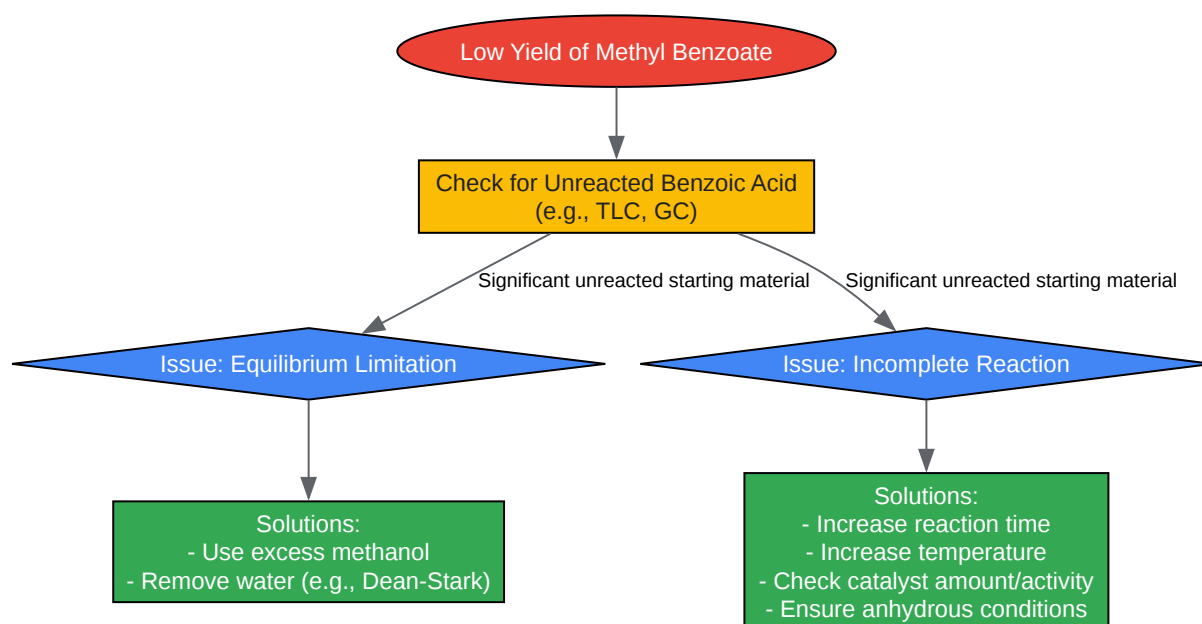 Low Yield of Methyl Benzoate
Check for Unreacted Benzoic Acid
(e.g., TLC, GC)
Significant unreacted starting material
Significant unreacted starting material
Issue: Equilibrium Limitation
Issue: Incomplete Reaction
Solutions:
- Use excess methanol
- Remove water (e.g., Dean-Stark)
Solutions:
- Increase reaction time
- Increase temperature
- Check catalyst amount/activity
- Ensure anhydrous conditions